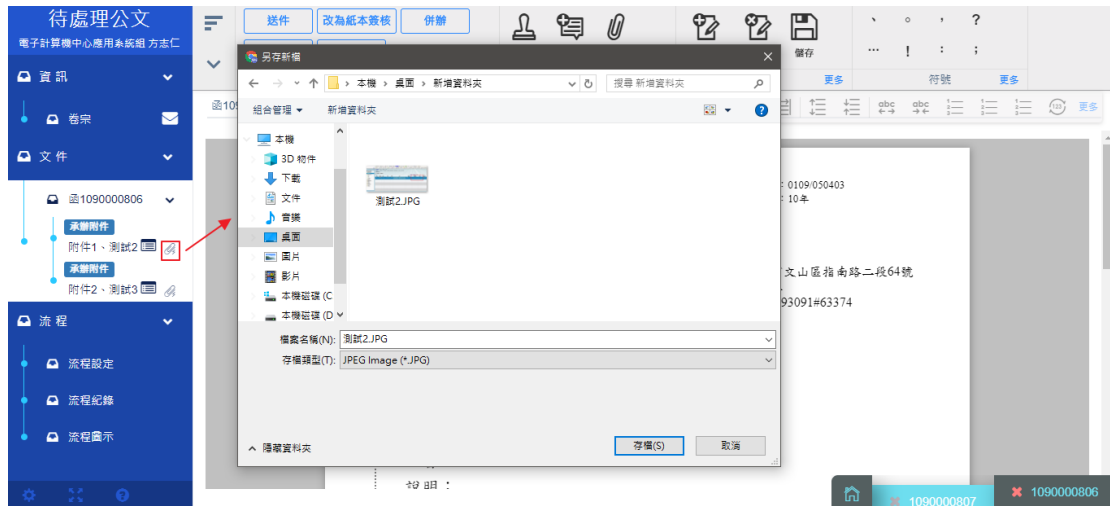 待處理公文
電子計算機中心應用系統組 方志仁
資訊
卷宗
文件
函1090000806
承辦附件
附件1、測試2
承辦附件
附件2、測試3
流程
流程設定
流程紀錄
流程圖示
送件
改為紙本簽核
併辦
儲存
、 。 , ?
… ! : ;
更多
符號
更多
函109
abc
abc
123
更多
另存新檔
本機 › 桌面 › 新增資料夾
搜尋 新增資料夾
組合管理
新增資料夾
本機
3D 物件
下載
文件
音樂
桌面
圖片
影片
本機磁碟 (C
本機磁碟 (D
測試2.JPG
檔案名稱(N): 測試2.JPG
存檔類型(T): JPEG Image (*.JPG)
隱藏資料夾
存檔(S)
取消
: 0109/050403
: 10年
文山區指南路二段64號
93091#63374
說明:
1090000807
1090000806